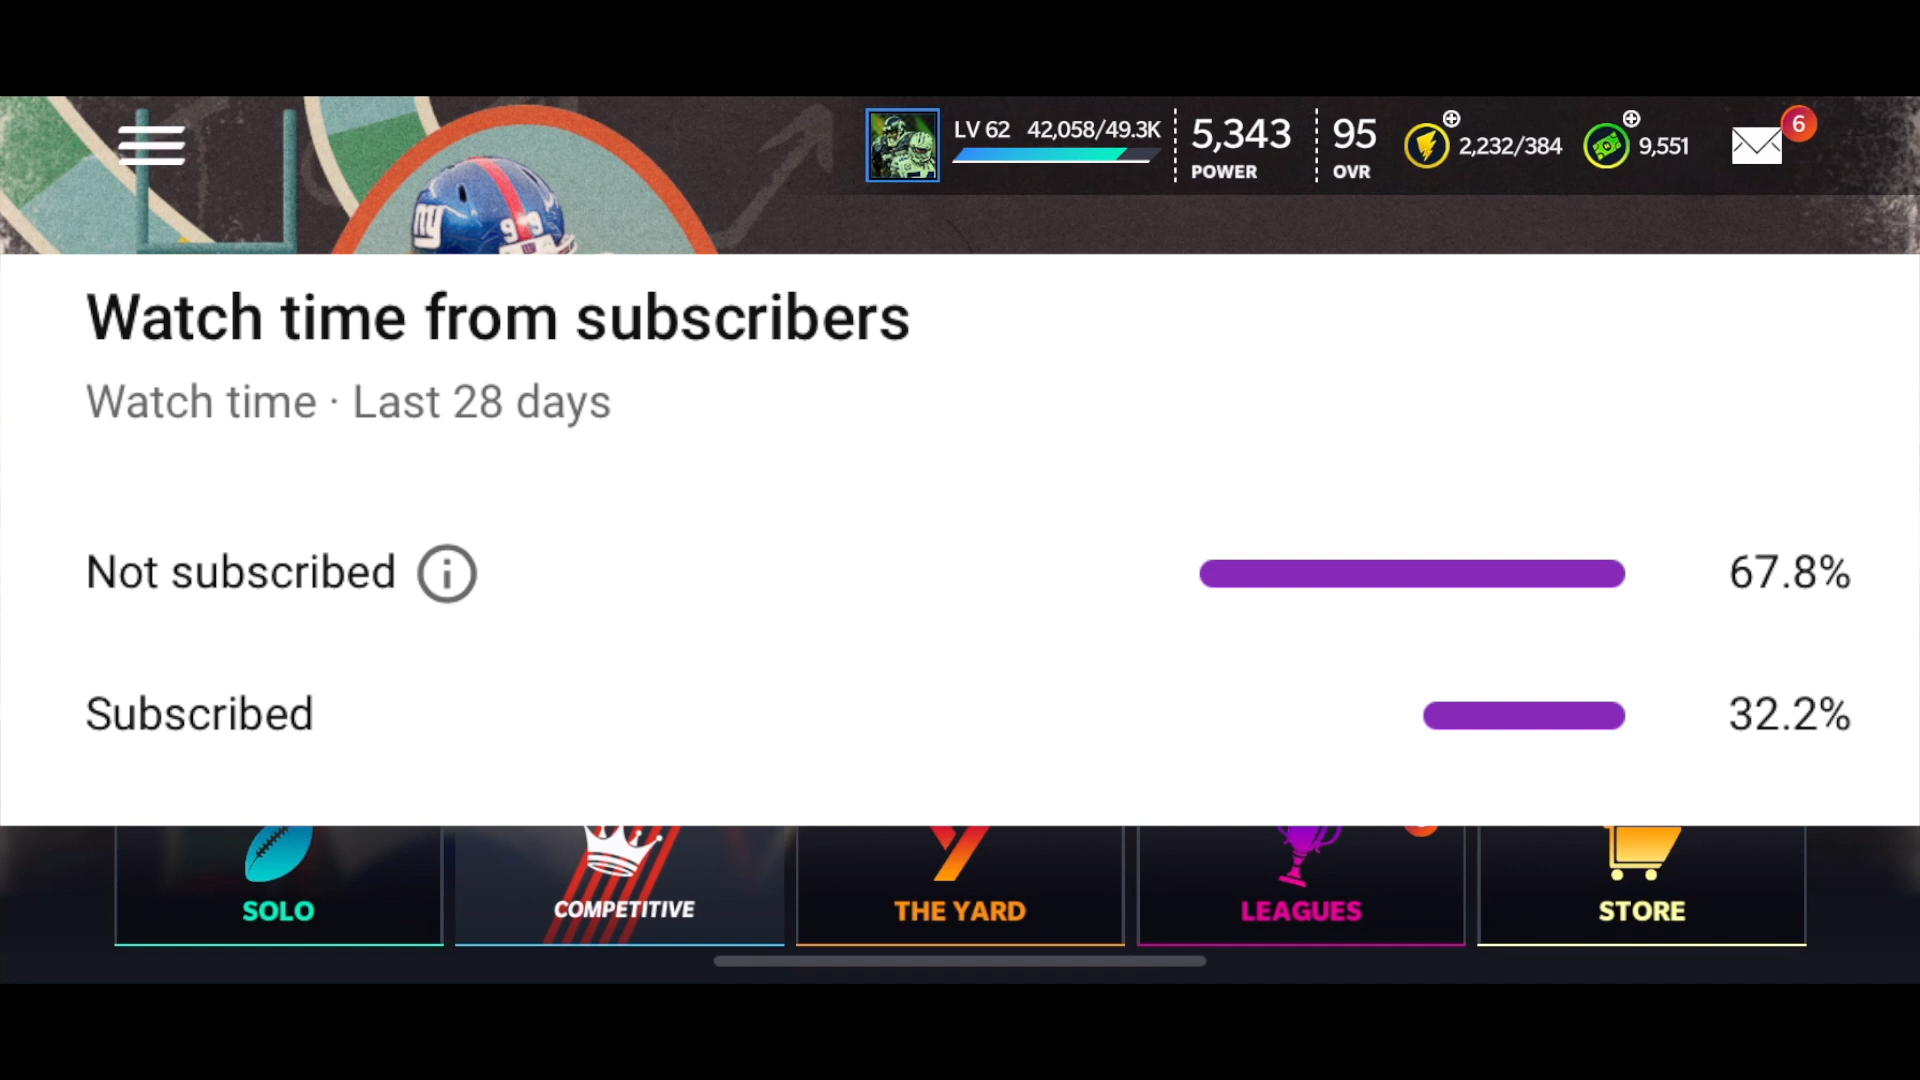 LV 62 42,058/49.3K
5,343
POWER
95
OVR
2,232/384
9,551
6
ny
99
Watch time from subscribers
Watch time · Last 28 days
Not subscribed i 67.8%
Subscribed 32.2%
SOLO
COMPETITIVE
THE YARD
LEAGUES
STORE